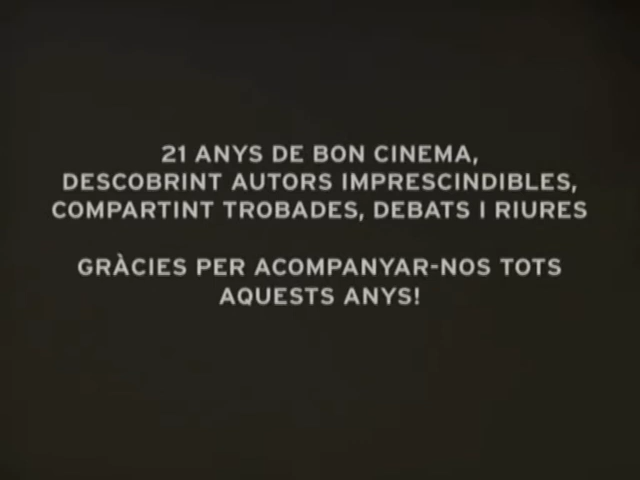 21 ANYS DE BON CINEMA,
DESCOBRINT AUTORS IMPRESCINDIBLES,
COMPARTINT TROBADES, DEBATS I RIURES
GRÀCIES PER ACOMPANYAR-NOS TOTS
AQUESTS ANYS!